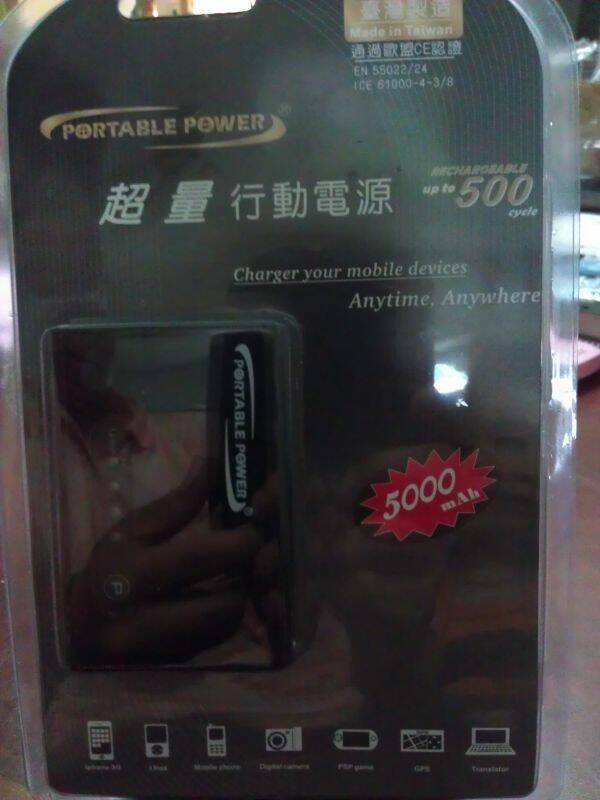 臺灣製造
Made in Taiwan
通過歐盟CE認證
EN 55022/24
ICE 61000-4-3/8
PORTABLE POWER®
超量行動電源
RECHARGEABLE
up to 500
cycle
Charger your mobile devices
Anytime, Anywhere
PORTABLE POWER®
5000 mAh
P
Iphone 3G
Mobile phone
Digital camera
PSP game
GPS
Translator